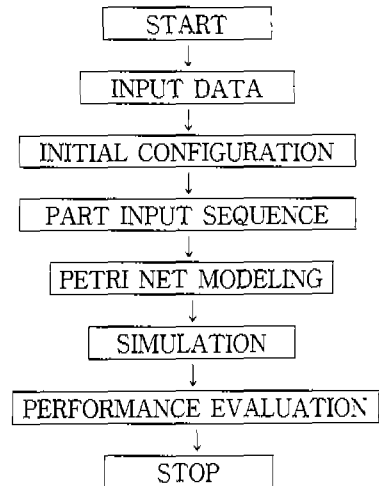 START
INPUT DATA
INITIAL CONFIGURATION
PART INPUT SEQUENCE
PETRI NET MODELING
SIMULATION
PERFORMANCE EVALUATION
STOP